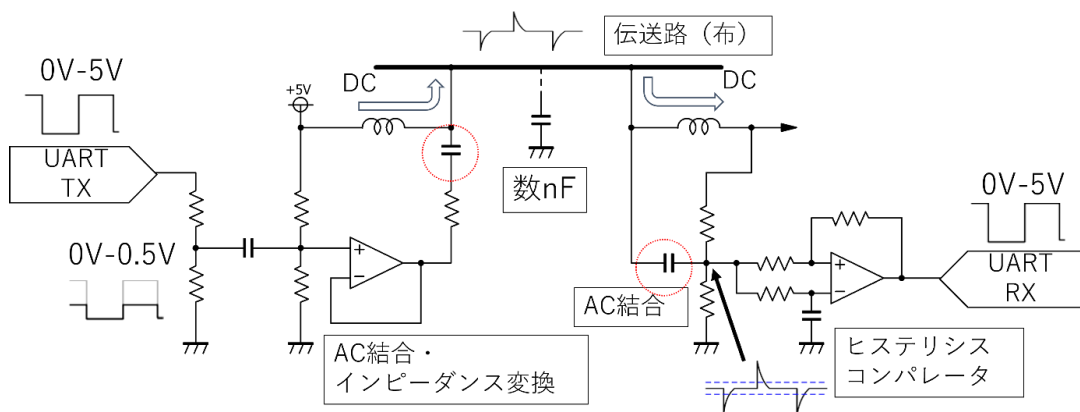 伝送路（布）
0V-5V
DC
DC
+5V
UART
TX
数nF
0V-5V
0V-0.5V
UART
RX
AC結合
AC結合・
インピーダンス変換
ヒステリシス
コンパレータ